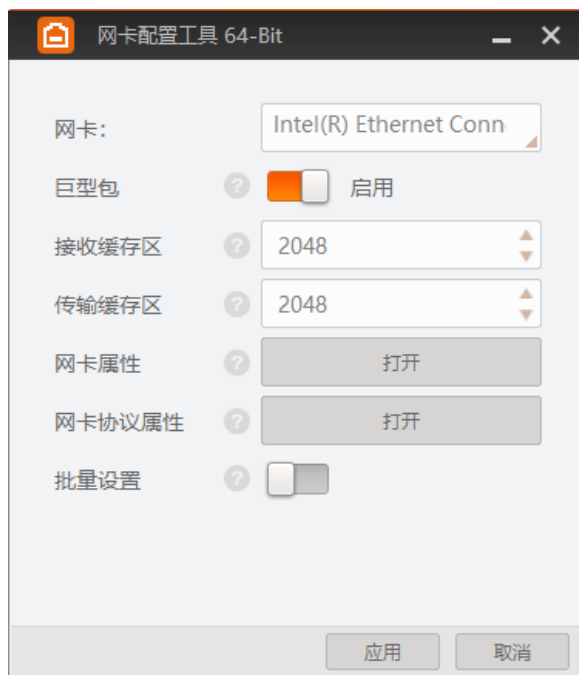 网卡配置工具 64-Bit
网卡：
Intel(R) Ethernet Conn
巨型包 ? 启用
接收缓存区 ? 2048
传输缓存区 ? 2048
网卡属性 ? 打开
网卡协议属性 ? 打开
批量设置 ?
应用 取消